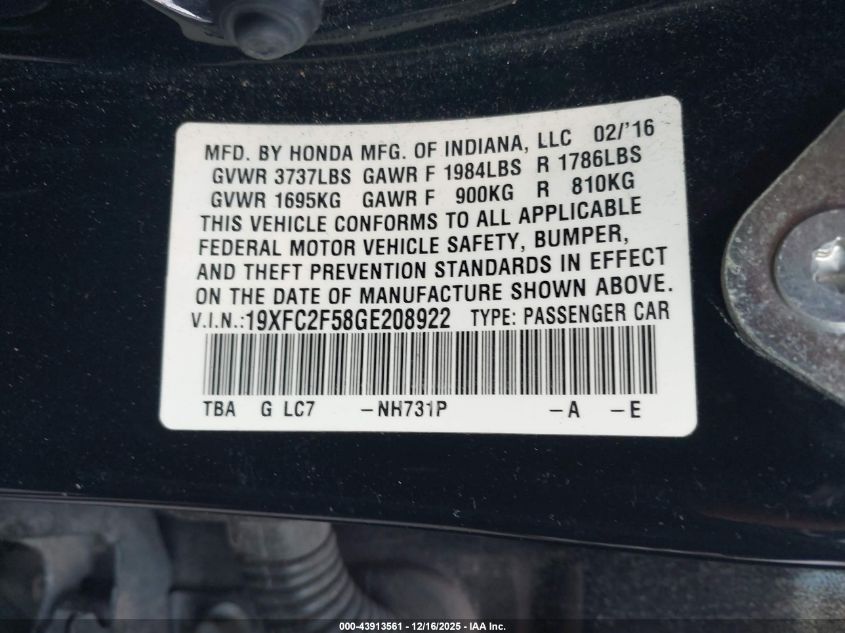 MFD. BY HONDA MFG. OF INDIANA, LLC 02/'16
GVWR 3737LBS GAWR F 1984LBS R 1786LBS
GVWR 1695KG GAWR F 900KG R 810KG
THIS VEHICLE CONFORMS TO ALL APPLICABLE
FEDERAL MOTOR VEHICLE SAFETY, BUMPER,
AND THEFT PREVENTION STANDARDS IN EFFECT
ON THE DATE OF MANUFACTURE SHOWN ABOVE.
V.I.N.:19XFC2F58GE208922 TYPE: PASSENGER CAR
TBA G LC7 -NH731P -A -E
000-43913561 - 12/16/2025 - IAA Inc.